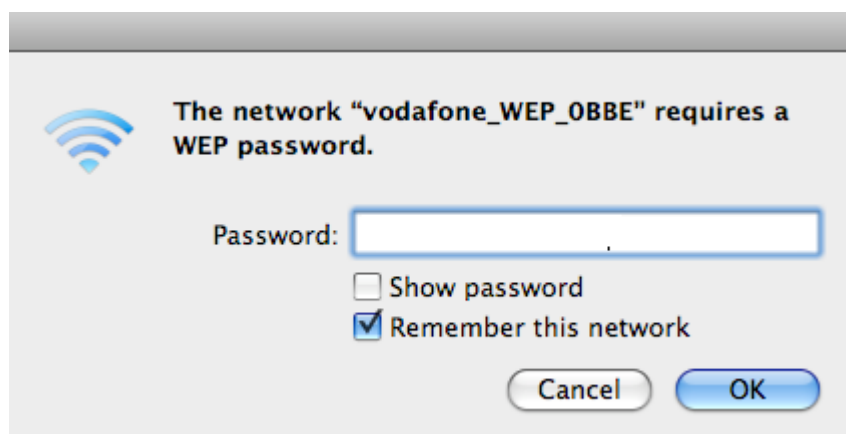 The network “vodafone_WEP_0BBE” requires a
WEP password.
Password:
Show password
Remember this network
Cancel
OK